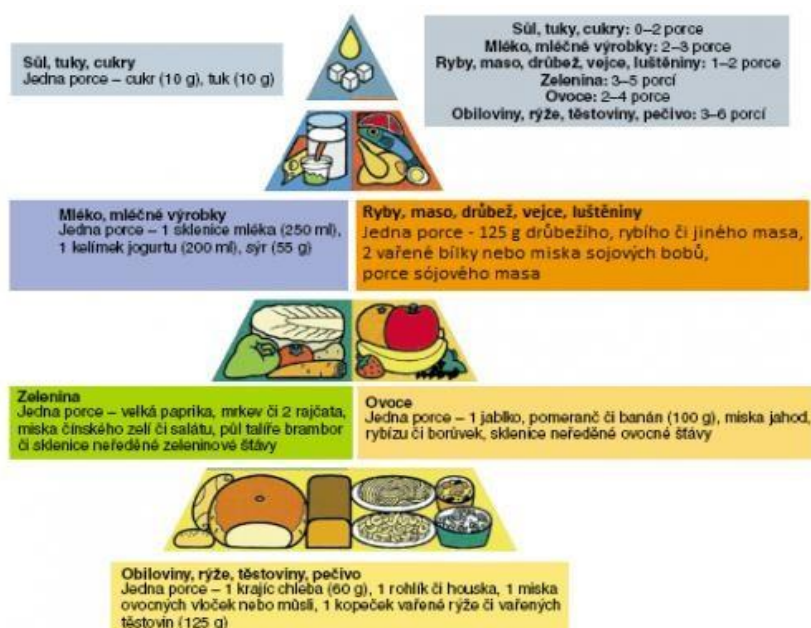 Sůl, tuky, cukry
Jedna porce – cukr (10 g), tuk (10 g)
Sůl, tuky, cukry: 0–2 porce
Mléko, mléčné výrobky: 2–3 porce
Ryby, maso, drůbež, vejce, luštěniny: 1–2 porce
Zelenina: 3–5 porcí
Ovoce: 2–4 porce
Obiloviny, rýže, těstoviny, pečivo: 3–6 porcí
Mléko, mléčné výrobky
Jedna porce – 1 sklenice mléka (250 ml),
1 kelímek jogurtu (200 ml), sýr (55 g)
Ryby, maso, drůbež, vejce, luštěniny
Jedna porce - 125 g drůbežího, rybího či jiného masa,
2 vařené bílky nebo miska sojových bobů,
porce sójového masa
Zelenina
Jedna porce – velká paprika, mrkev či 2 rajčata,
miska čínského zelí či salátu, půl talíře brambor
či sklenice neředěné zeleninové šťávy
Ovoce
Jedna porce – 1 jablko, pomeranč či banán (100 g), miska jahod,
rybízu či borůvek, sklenice neředěné ovocné šťávy
Obiloviny, rýže, těstoviny, pečivo
Jedna porce – 1 krajíc chleba (60 g), 1 rohlík či houska, 1 miska
ovocných vloček nebo müsli, 1 kopeček vařené rýže či vařených
těstovin (125 g)